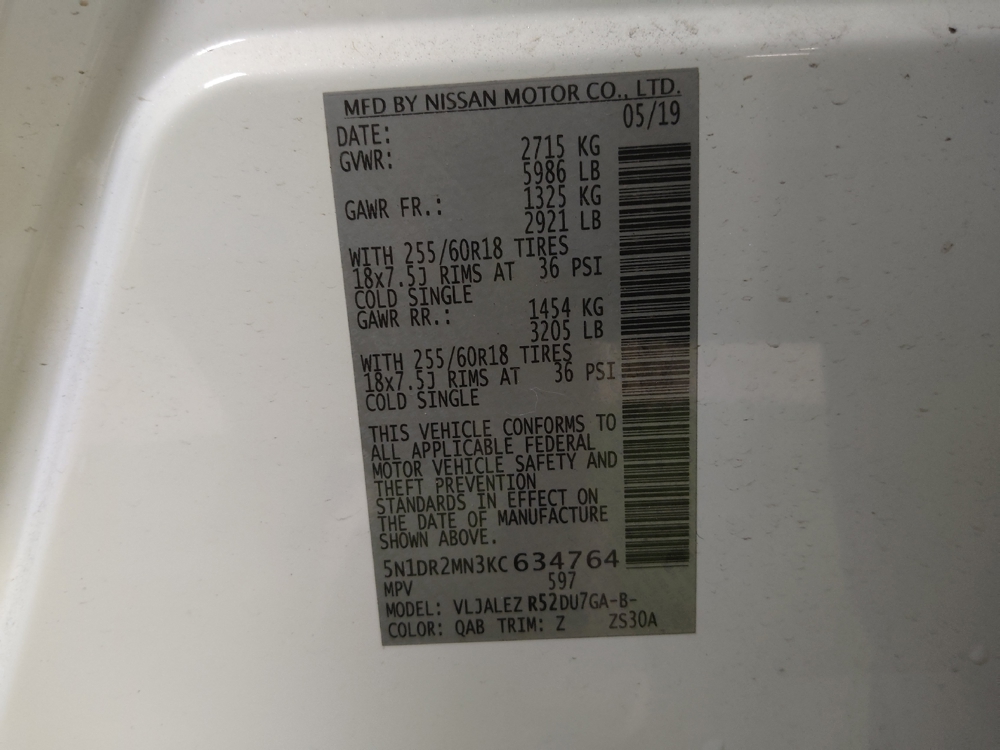 MFD BY NISSAN MOTOR CO., LTD.
DATE: 05/19
GVWR: 2715 KG
5986 LB
GAWR FR.: 1325 KG
2921 LB
WITH 255/60R18 TIRES
18x7.5J RIMS AT 36 PSI
COLD SINGLE
GAWR RR.: 1454 KG
3205 LB
WITH 255/60R18 TIRES
18x7.5J RIMS AT 36 PSI
COLD SINGLE
THIS VEHICLE CONFORMS TO
ALL APPLICABLE FEDERAL
MOTOR VEHICLE SAFETY AND
THEFT PREVENTION
STANDARDS IN EFFECT ON
THE DATE OF MANUFACTURE
SHOWN ABOVE.
5N1DR2MN3KC634764
MPV 597
MODEL: VLJALEZ R52DU7GA-B-
COLOR: QAB TRIM: Z ZS30A